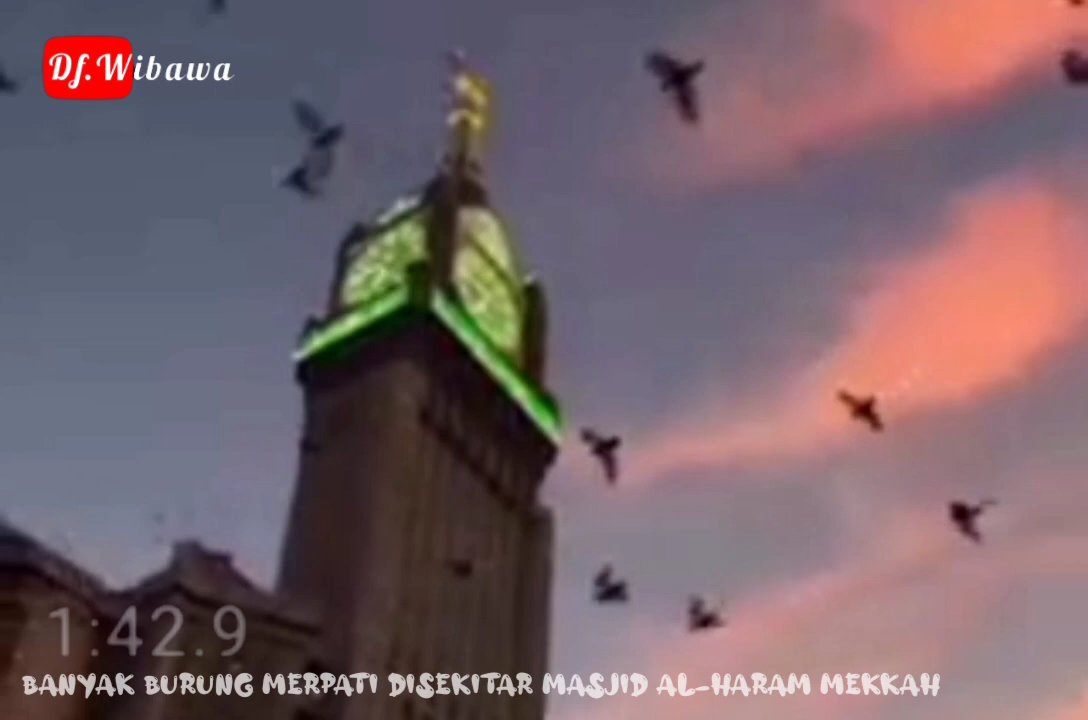 Df.Wibawa
1:42.9
BANYAK BURUNG MERPATI DISEKITAR MASJID AL-HARAM MEKKAH